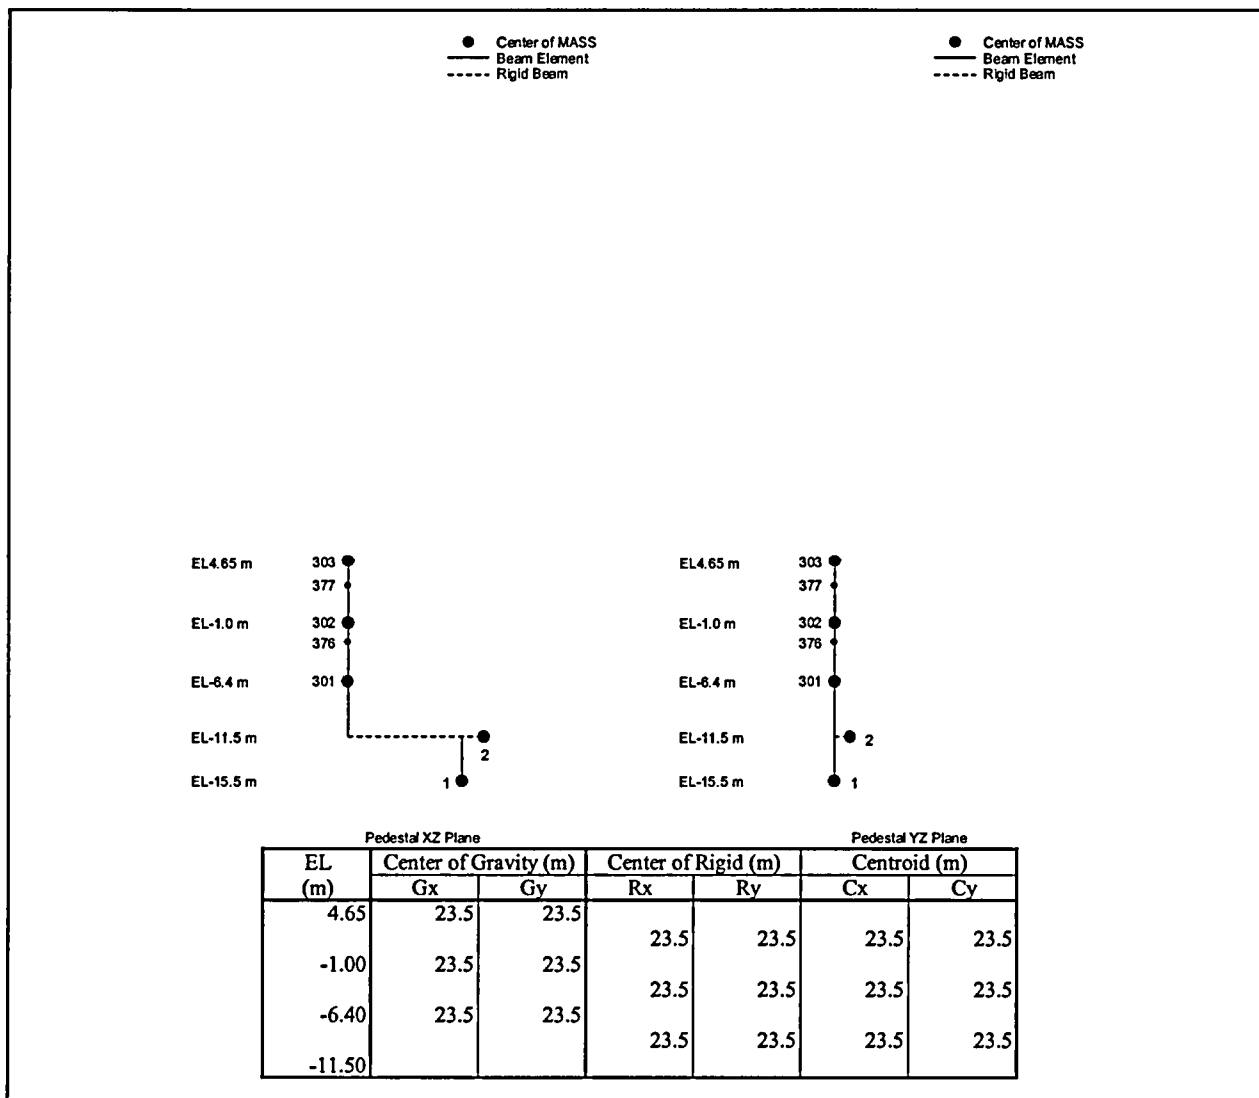 Center of MASS
Beam Element
Rigid Beam
Center of MASS
Beam Element
Rigid Beam
EL4.65 m 303
377
EL-1.0 m 302
376
EL-6.4 m 301
EL-11.5 m
2
EL-15.5 m 1
EL4.65 m 303
377
EL-1.0 m 302
376
EL-6.4 m 301
EL-11.5 m 2
EL-15.5 m 1
Pedestal XZ Plane
Pedestal YZ Plane
EL (m) Center of Gravity (m) Center of Rigid (m) Centroid (m)
Gx Gy Rx Ry Cx Cy
4.65 23.5 23.5
23.5 23.5 23.5 23.5
-1.00 23.5 23.5
23.5 23.5 23.5 23.5
-6.40 23.5 23.5
23.5 23.5 23.5 23.5
-11.50